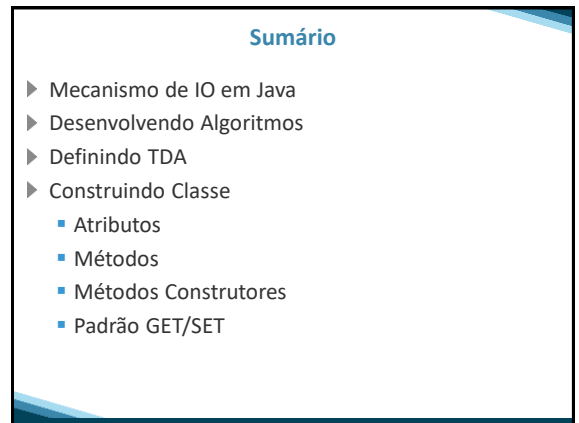 Sumário
Mecanismo de IO em Java
Desenvolvendo Algoritmos
Definindo TDA
Construindo Classe
Atributos
Métodos
Métodos Construtores
Padrão GET/SET